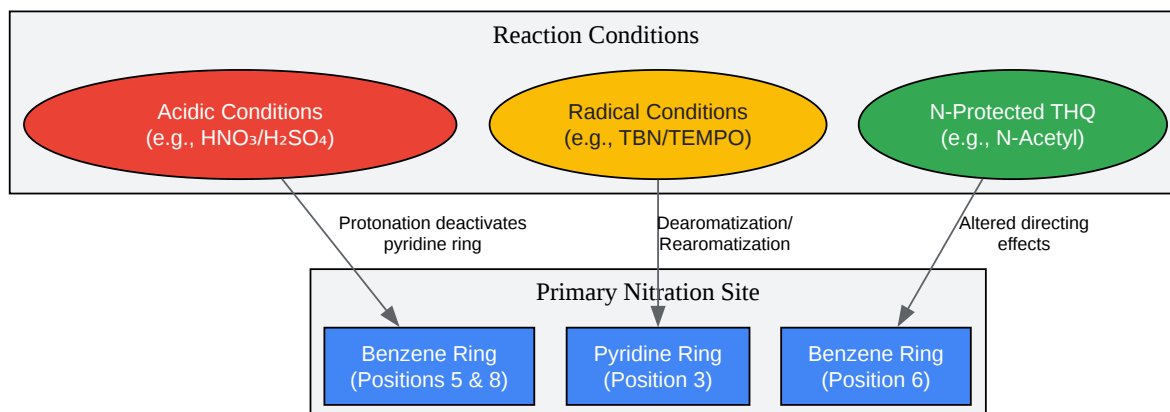 Reaction Conditions
Acidic Conditions
(e.g., HNO₃/H₂SO₄)
Radical Conditions
(e.g., TBN/TEMPO)
N-Protected THQ
(e.g., N-Acetyl)
Protonation deactivates
pyridine ring
Dearomatization/
Rearomatization
Altered directing
effects
Primary Nitration Site
Benzene Ring
(Positions 5 & 8)
Pyridine Ring
(Position 3)
Benzene Ring
(Position 6)